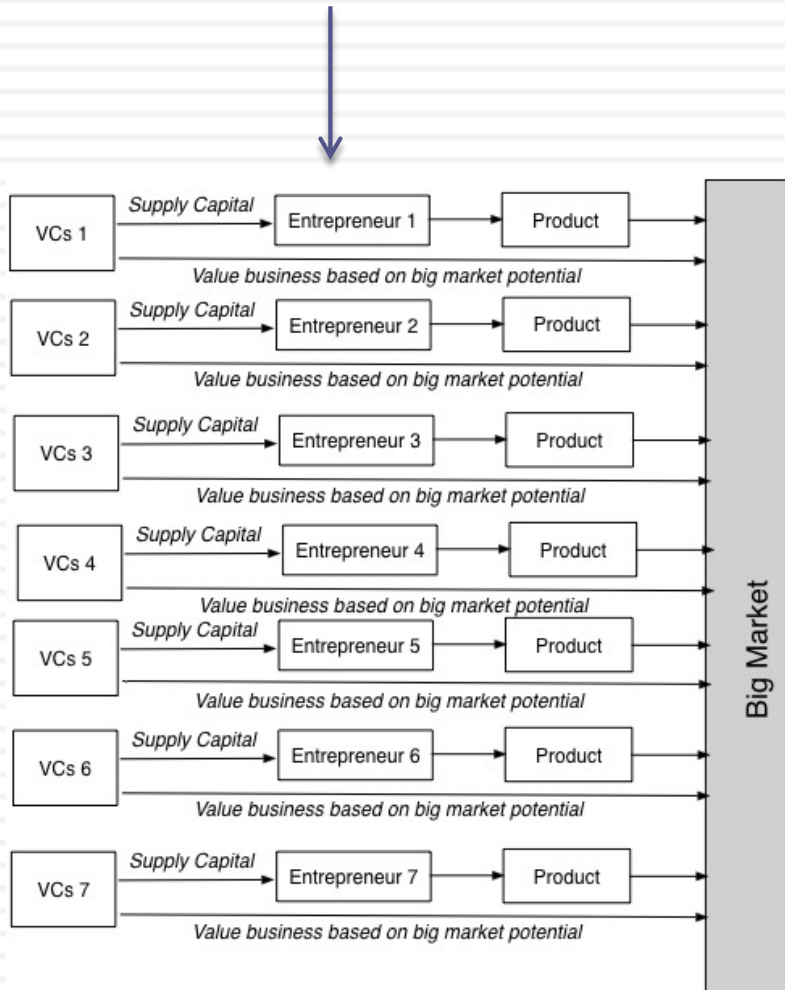 Supply Capital
VCs 1
Entrepreneur 1
Product
Value business based on big market potential
Supply Capital
VCs 2
Entrepreneur 2
Product
Value business based on big market potential
Supply Capital
VCs 3
Entrepreneur 3
Product
Value business based on big market potential
Supply Capital
VCs 4
Entrepreneur 4
Product
Value business based on big market potential
Supply Capital
VCs 5
Entrepreneur 5
Product
Value business based on big market potential
Supply Capital
VCs 6
Entrepreneur 6
Product
Value business based on big market potential
Supply Capital
VCs 7
Entrepreneur 7
Product
Value business based on big market potential
Big Market